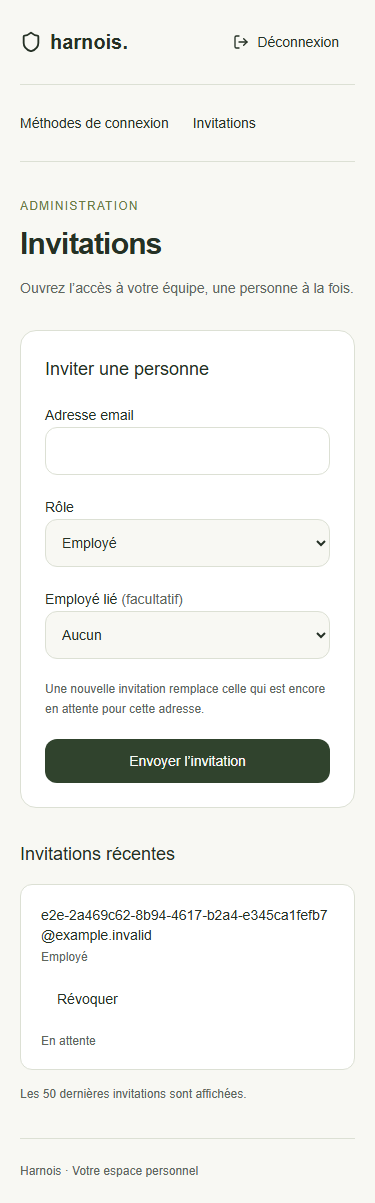 harnois.
Déconnexion
Méthodes de connexion
Invitations
ADMINISTRATION
Invitations
Ouvrez l’accès à votre équipe, une personne à la fois.
Inviter une personne
Adresse email
Rôle
Employé
Employé lié (facultatif)
Aucun
Une nouvelle invitation remplace celle qui est encore
en attente pour cette adresse.
Envoyer l’invitation
Invitations récentes
e2e-2a469c62-8b94-4617-b2a4-e345ca1fefb7
@example.invalid
Employé
Révoquer
En attente
Les 50 dernières invitations sont affichées.
Harnois · Votre espace personnel